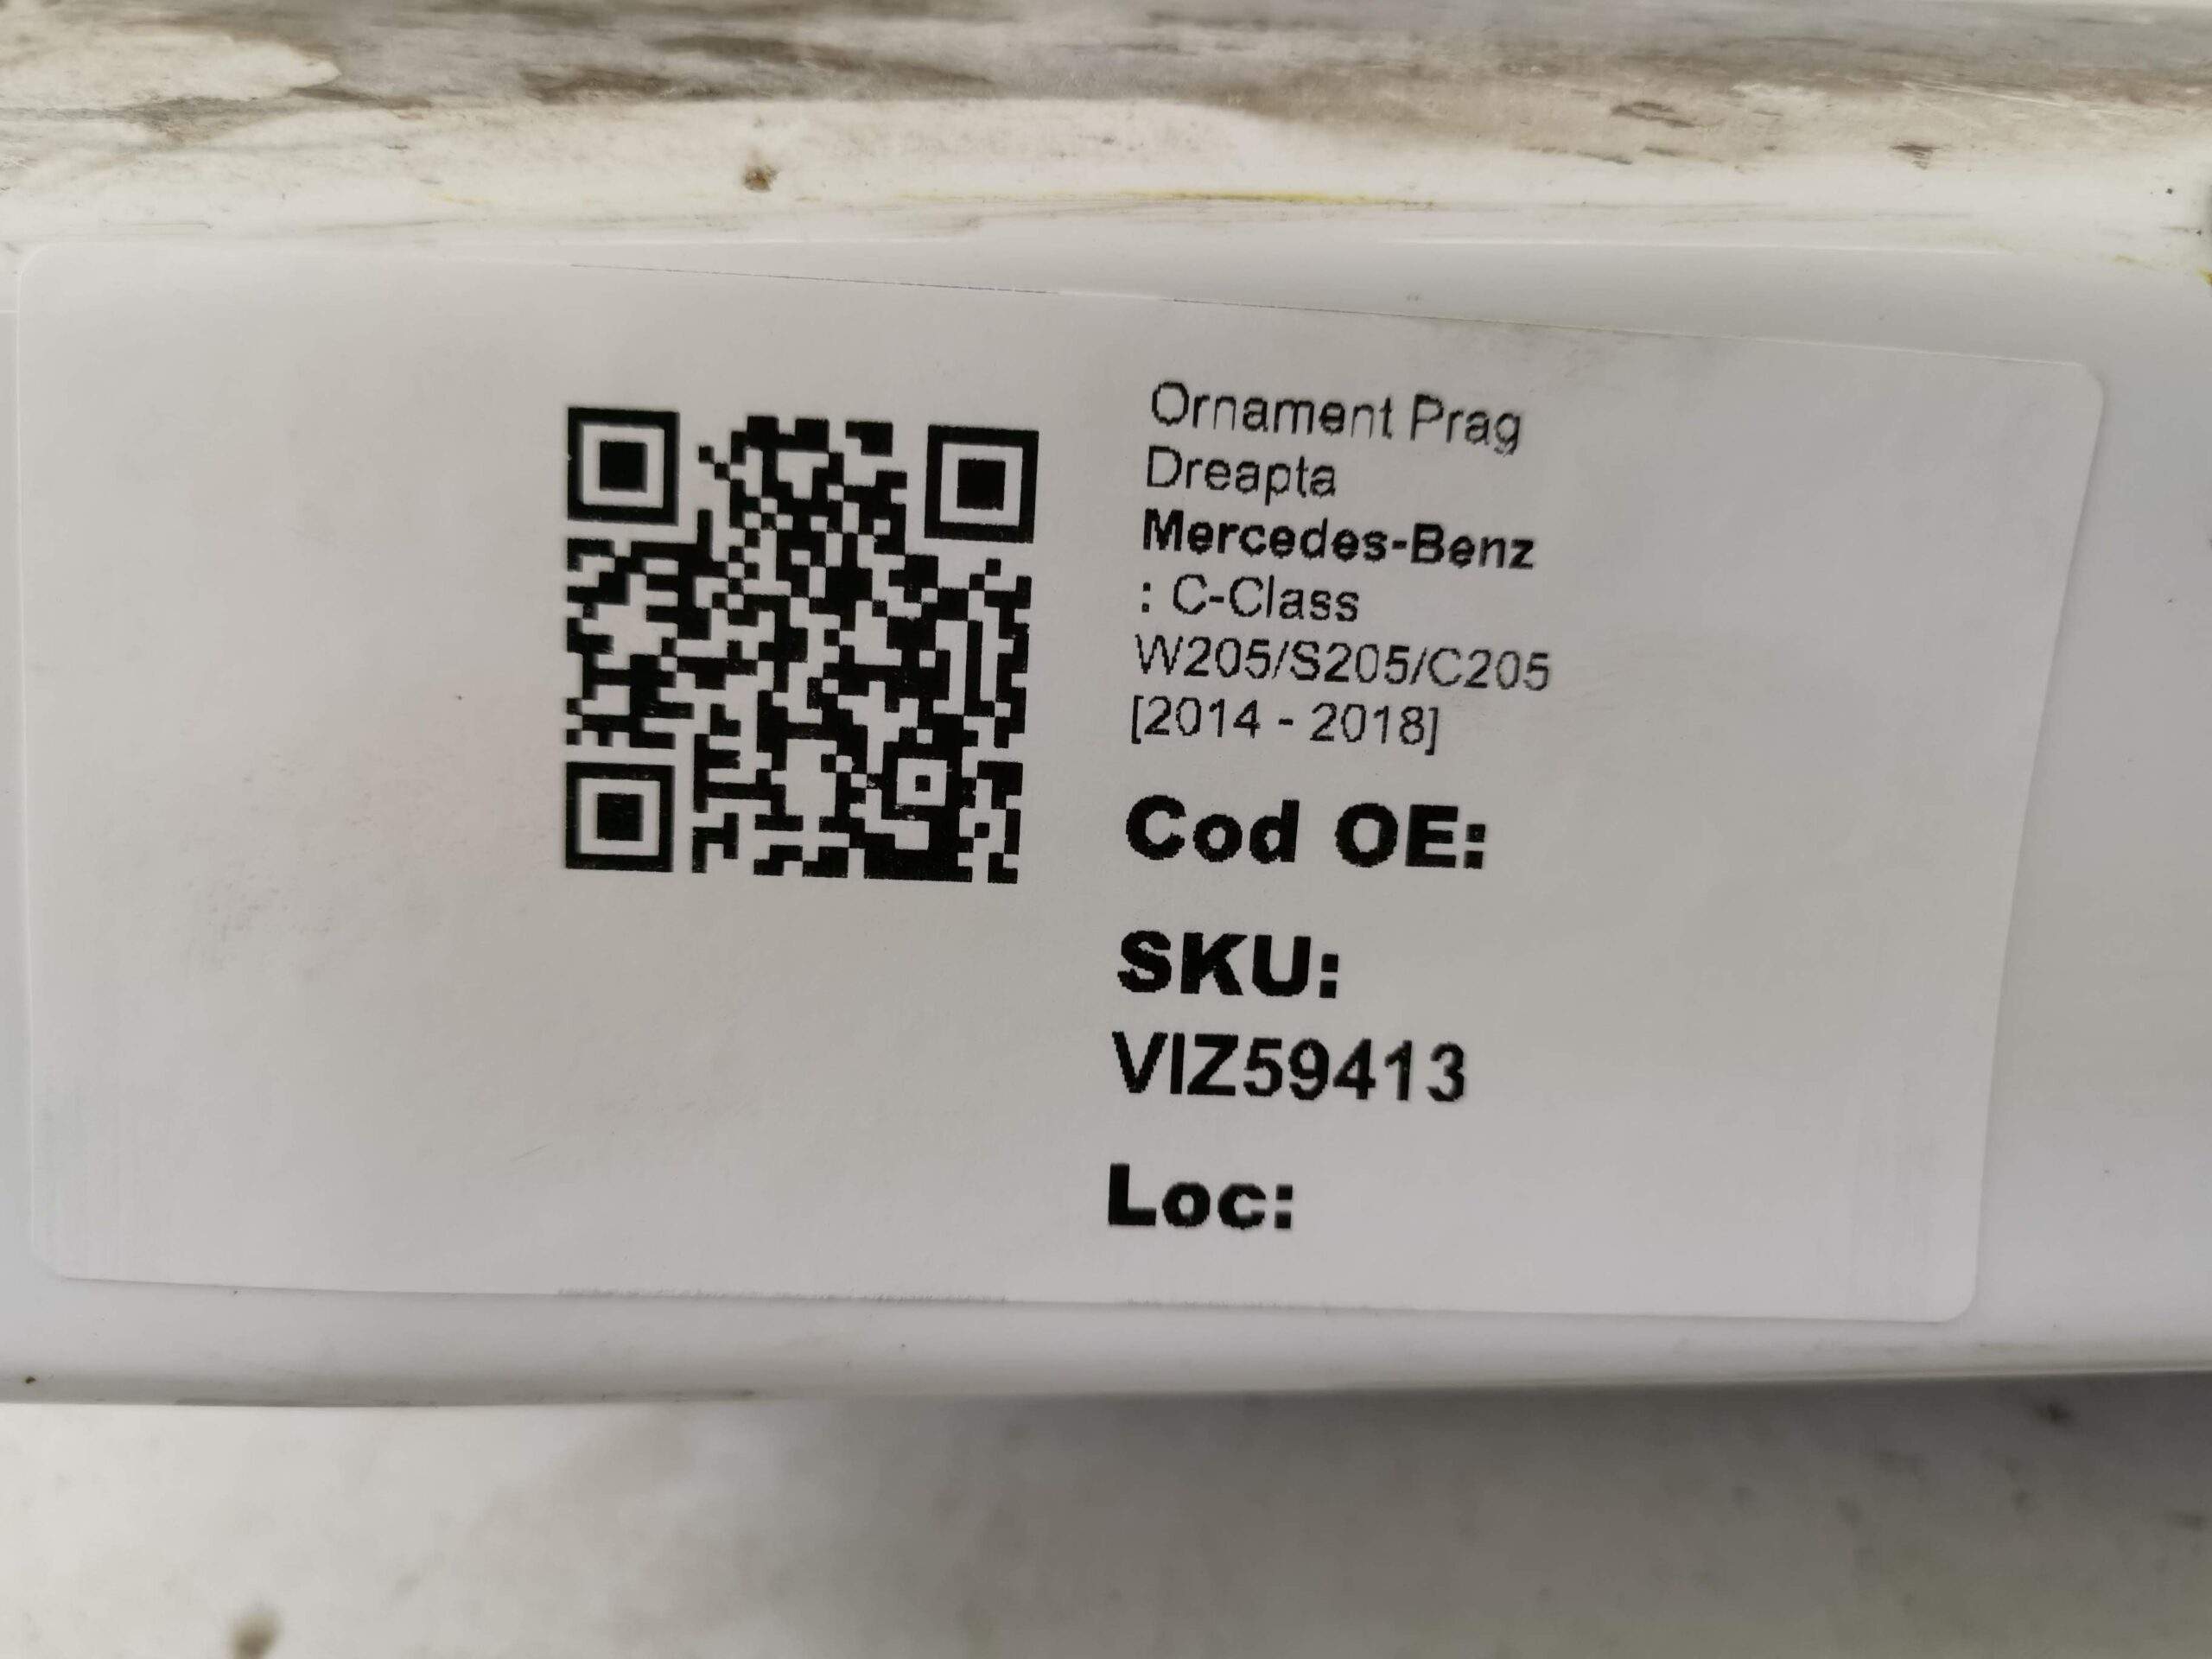 Ornament Prag
Dreapta
Mercedes-Benz
: C-Class
W205/S205/C205
[2014 - 2018]
Cod OE:
SKU:
VIZ59413
Loc: